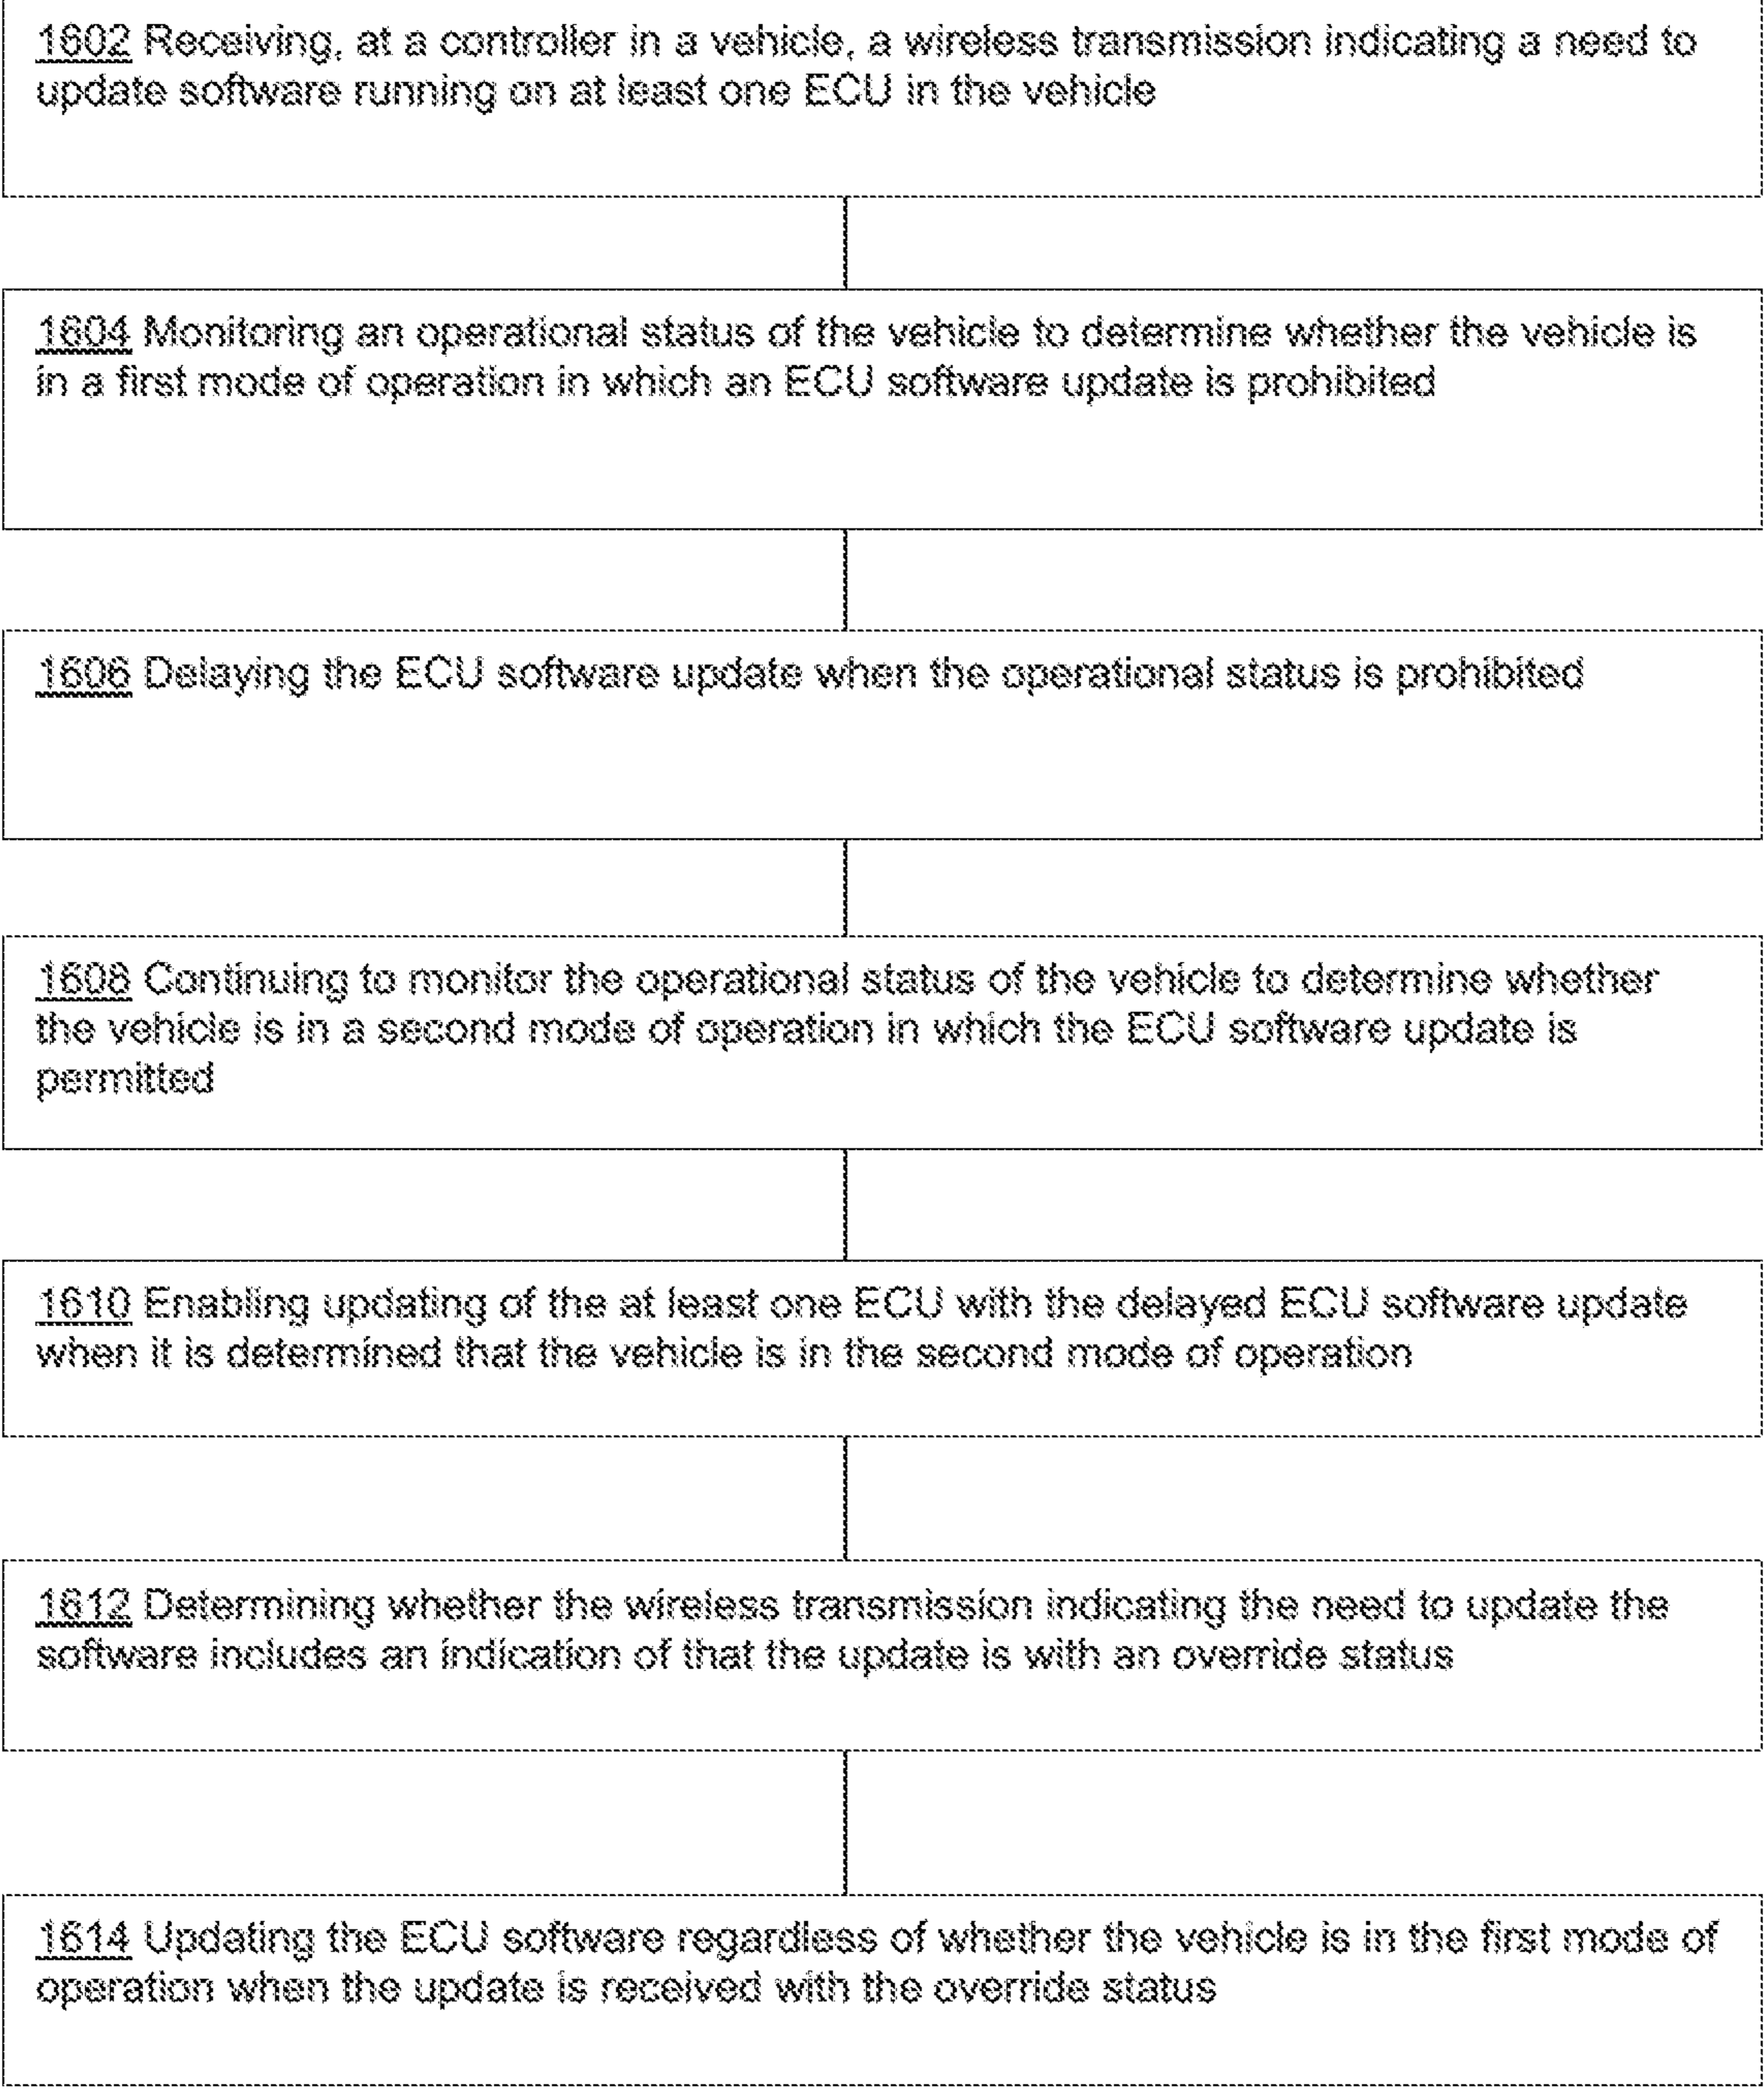 1602 Receiving, at a controller in a vehicle, a wireless transmission indicating a need to
update software running on at least one ECU in the vehicle
1604 Monitoring an operational status of the vehicle to determine whether the vehicle is
in a first mode of operation in which an ECU software update is prohibited
1606 Delaying the ECU software update when the operational status is prohibited
1608 Continuing to monitor the operational status of the vehicle to determine whether
the vehicle is in a second mode of operation in which the ECU software update is
permitted
1610 Enabling updating of the at least one ECU with the delayed ECU software update
when it is determined that the vehicle is in the second mode of operation
1612 Determining whether the wireless transmission indicating the need to update the
software includes an indication of that the update is with an override status
1614 Updating the ECU software regardless of whether the vehicle is in the first mode of
operation when the update is received with the override status